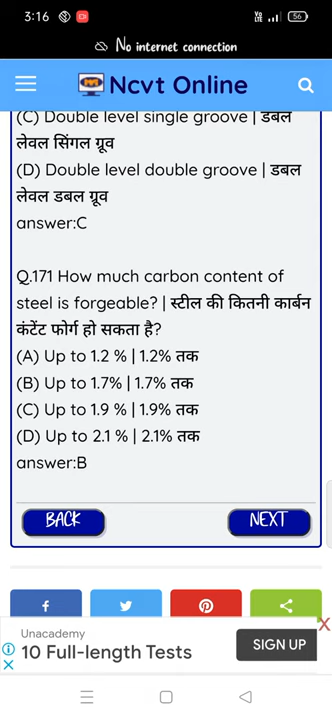 3:16
56
No internet connection
Ncvt Online
(C) Double level single groove | डबल
लेवल सिंगल ग्रूव
(D) Double level double groove | डबल
लेवल डबल ग्रूव
answer:C
Q.171 How much carbon content of
steel is forgeable? | स्टील की कितनी कार्बन
कंटेंट फोर्ग हो सकता है?
(A) Up to 1.2 % | 1.2% तक
(B) Up to 1.7% | 1.7% तक
(C) Up to 1.9 % | 1.9% तक
(D) Up to 2.1 % | 2.1% तक
answer:B
BACK NEXT
Unacademy
10 Full-length Tests
SIGN UP